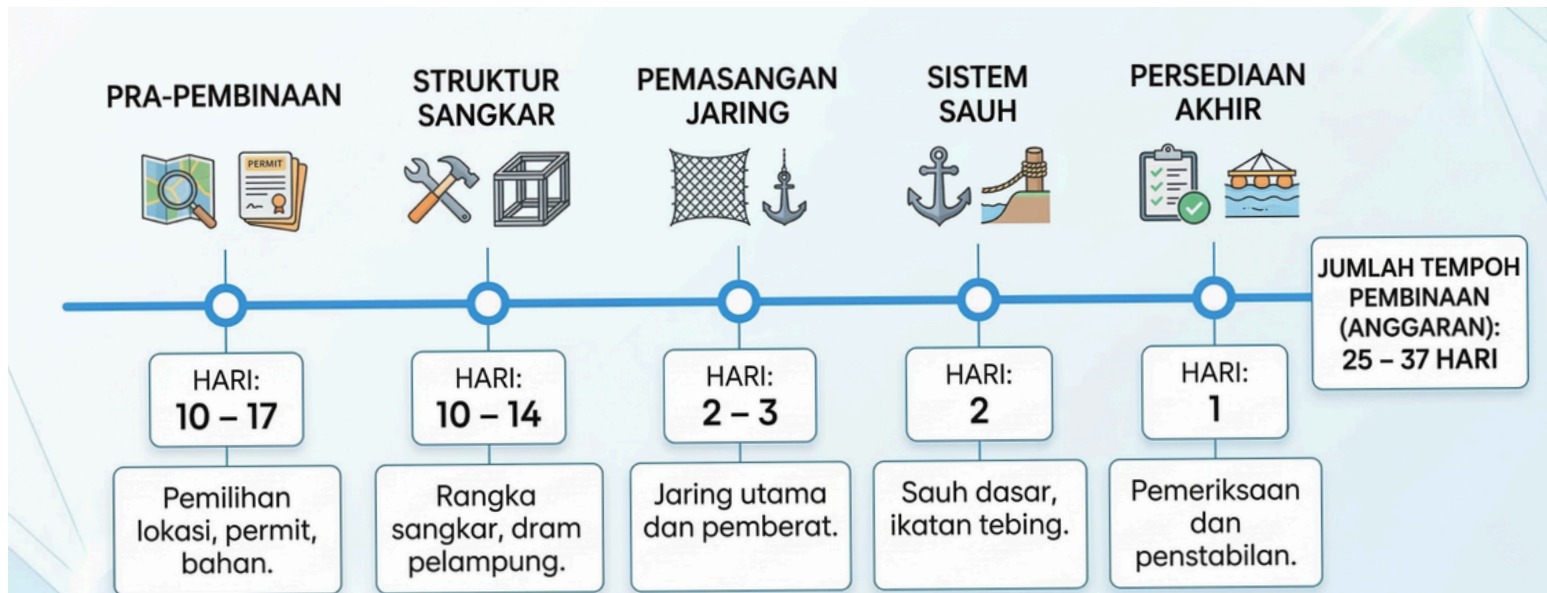 PRA-PEMBINAAN
STRUKTUR
SANGKAR
PEMASANGAN
JARING
SISTEM
SAUH
PERSEDIAAN
AKHIR
PERMIT
HARI:
10 – 17
HARI:
10 – 14
HARI:
2 – 3
HARI:
2
HARI:
1
JUMLAH TEMPOH
PEMBINAAN
(ANGGARAN):
25 – 37 HARI
Pemilihan
lokasi, permit,
bahan.
Rangka
sangkar, dram
pelampung.
Jaring utama
dan pemberat.
Sauh dasar,
ikatan tebing.
Pemeriksaan
dan
penstabilan.